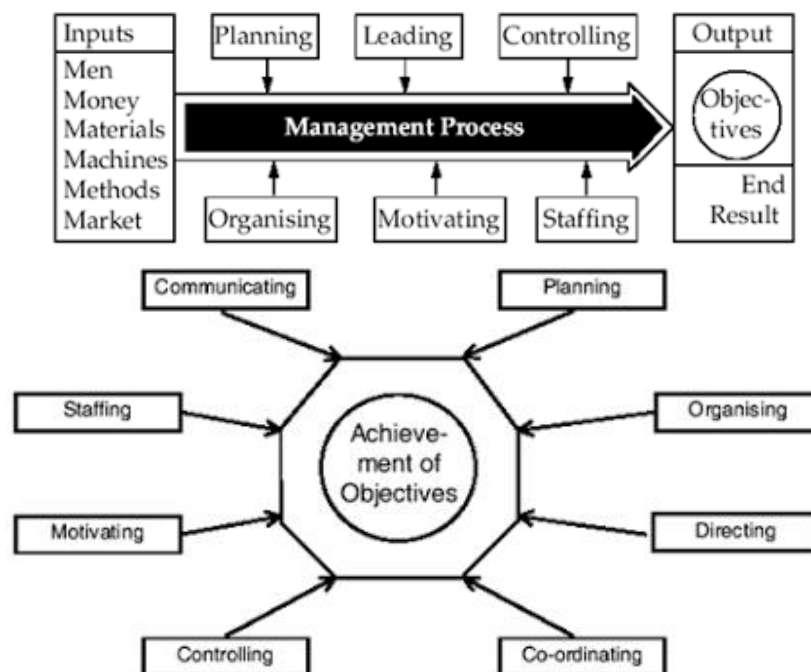 Inputs
Men
Money
Materials
Machines
Methods
Market
Planning
Leading
Controlling
Management Process
Organising
Motivating
Staffing
Output
Objec-
tives
End
Result
Communicating
Planning
Staffing
Organising
Achieve-
ment of
Objectives
Motivating
Directing
Controlling
Co-ordinating